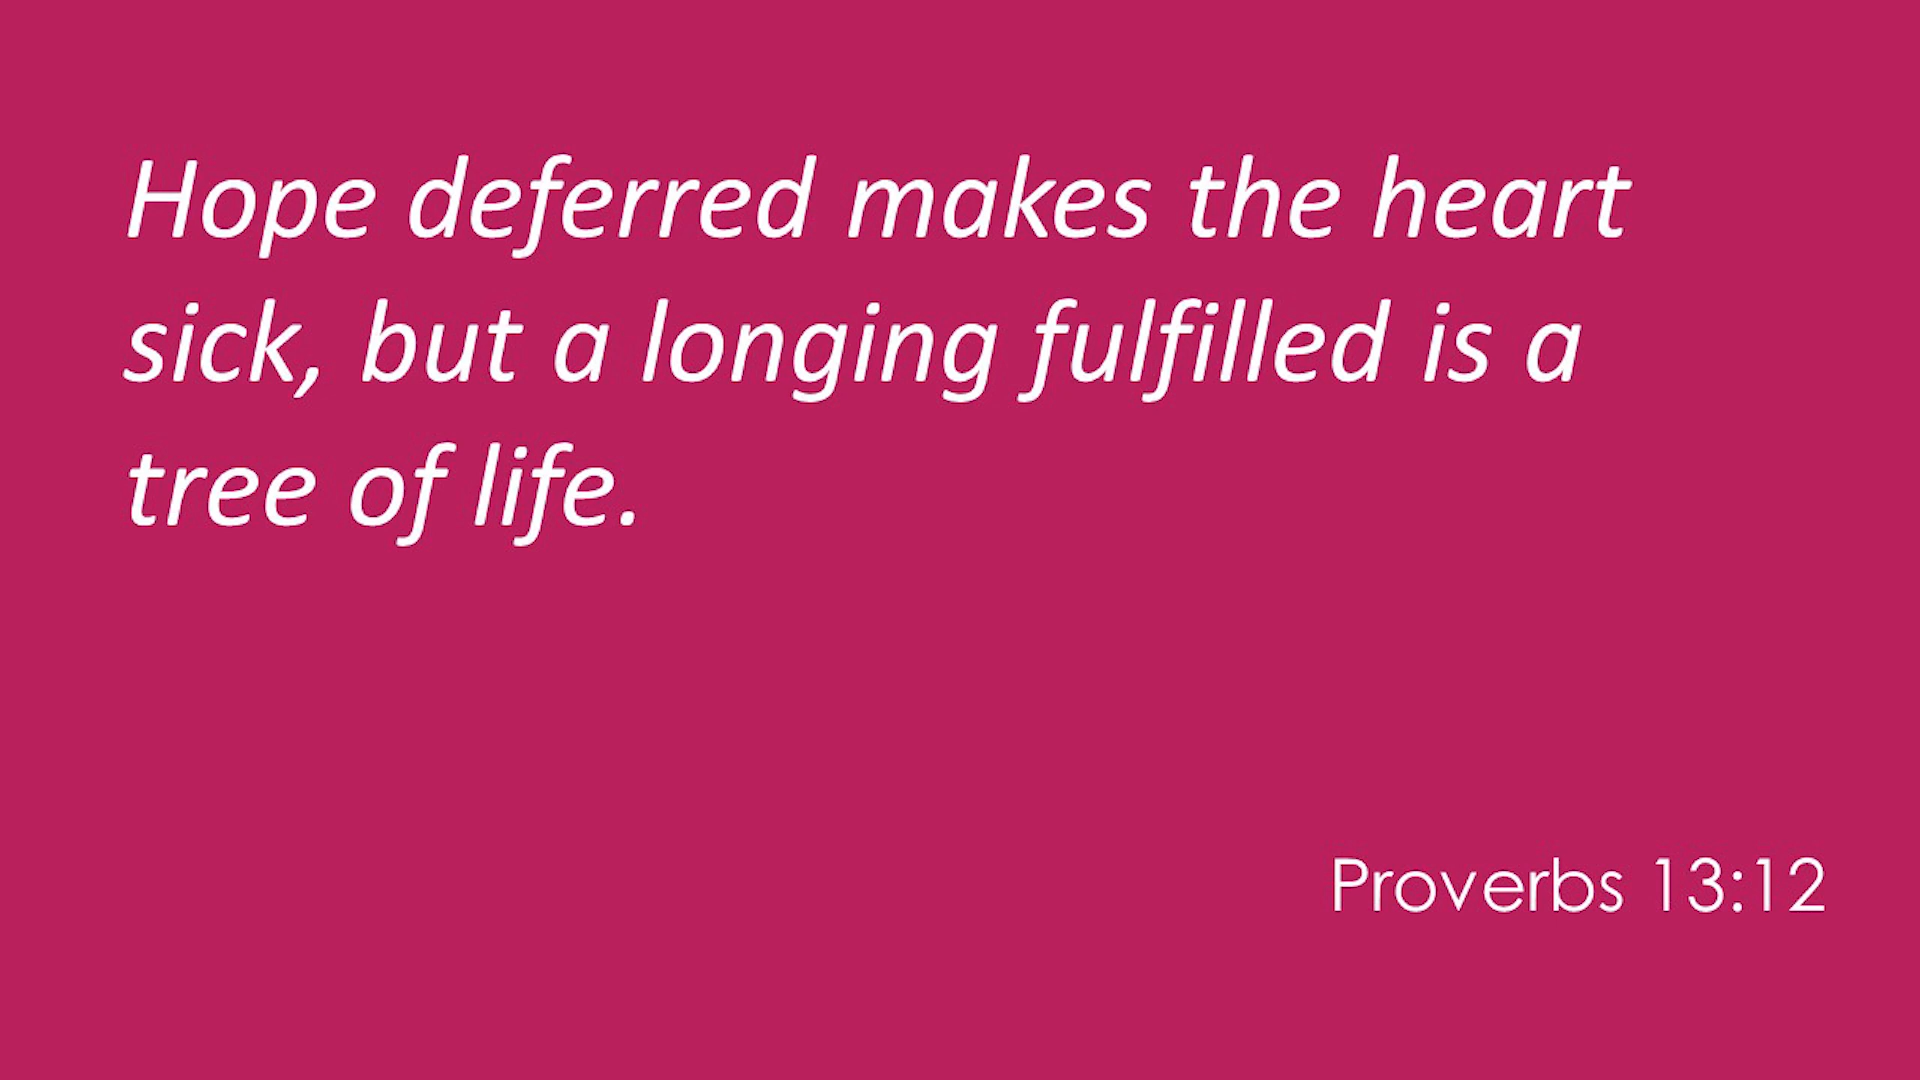 Hope deferred makes the heart
sick, but a longing fulfilled is a
tree of life.
Proverbs 13:12